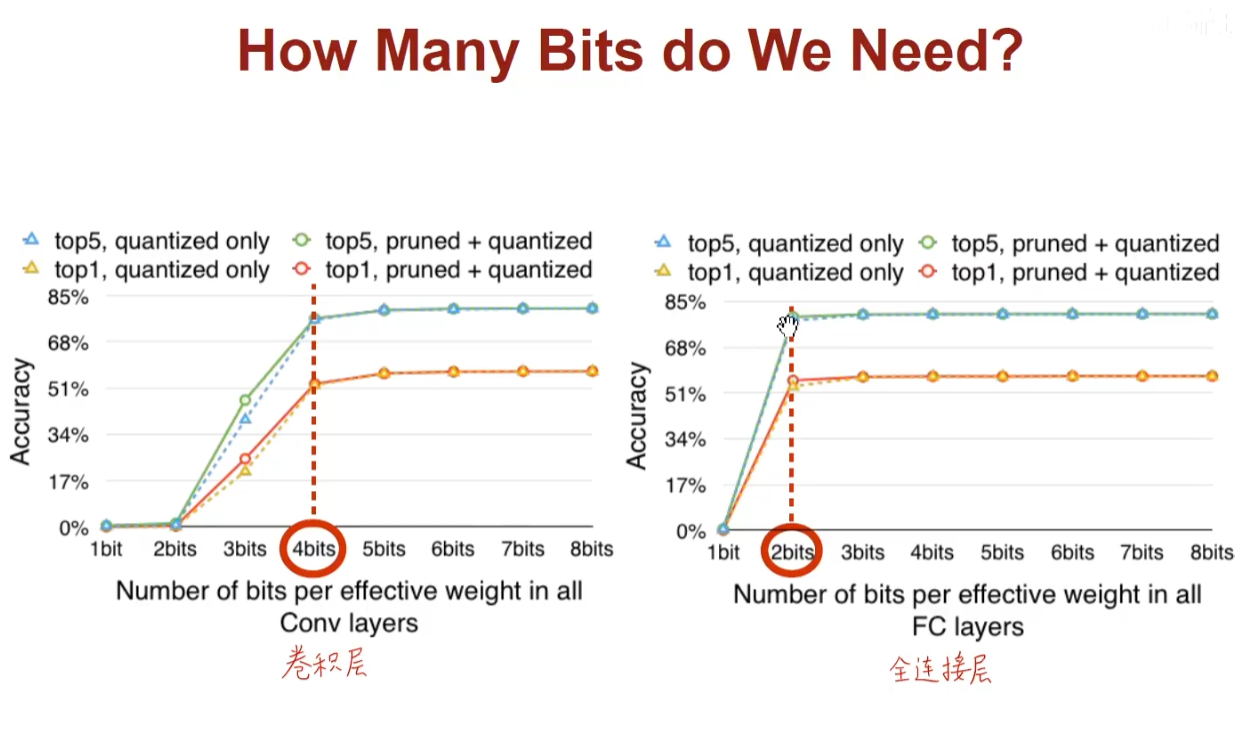 How Many Bits do We Need?
top5, quantized only top5, pruned + quantized
top1, quantized only top1, pruned + quantized
85%
68%
51%
34%
17%
0%
Accuracy
1bit 2bits 3bits 4bits 5bits 6bits 7bits 8bits
Number of bits per effective weight in all
Conv layers
卷积层
top5, quantized only top5, pruned + quantized
top1, quantized only top1, pruned + quantized
85%
68%
51%
34%
17%
0%
Accuracy
1bit 2bits 3bits 4bits 5bits 6bits 7bits 8bits
Number of bits per effective weight in all
FC layers
全连接层